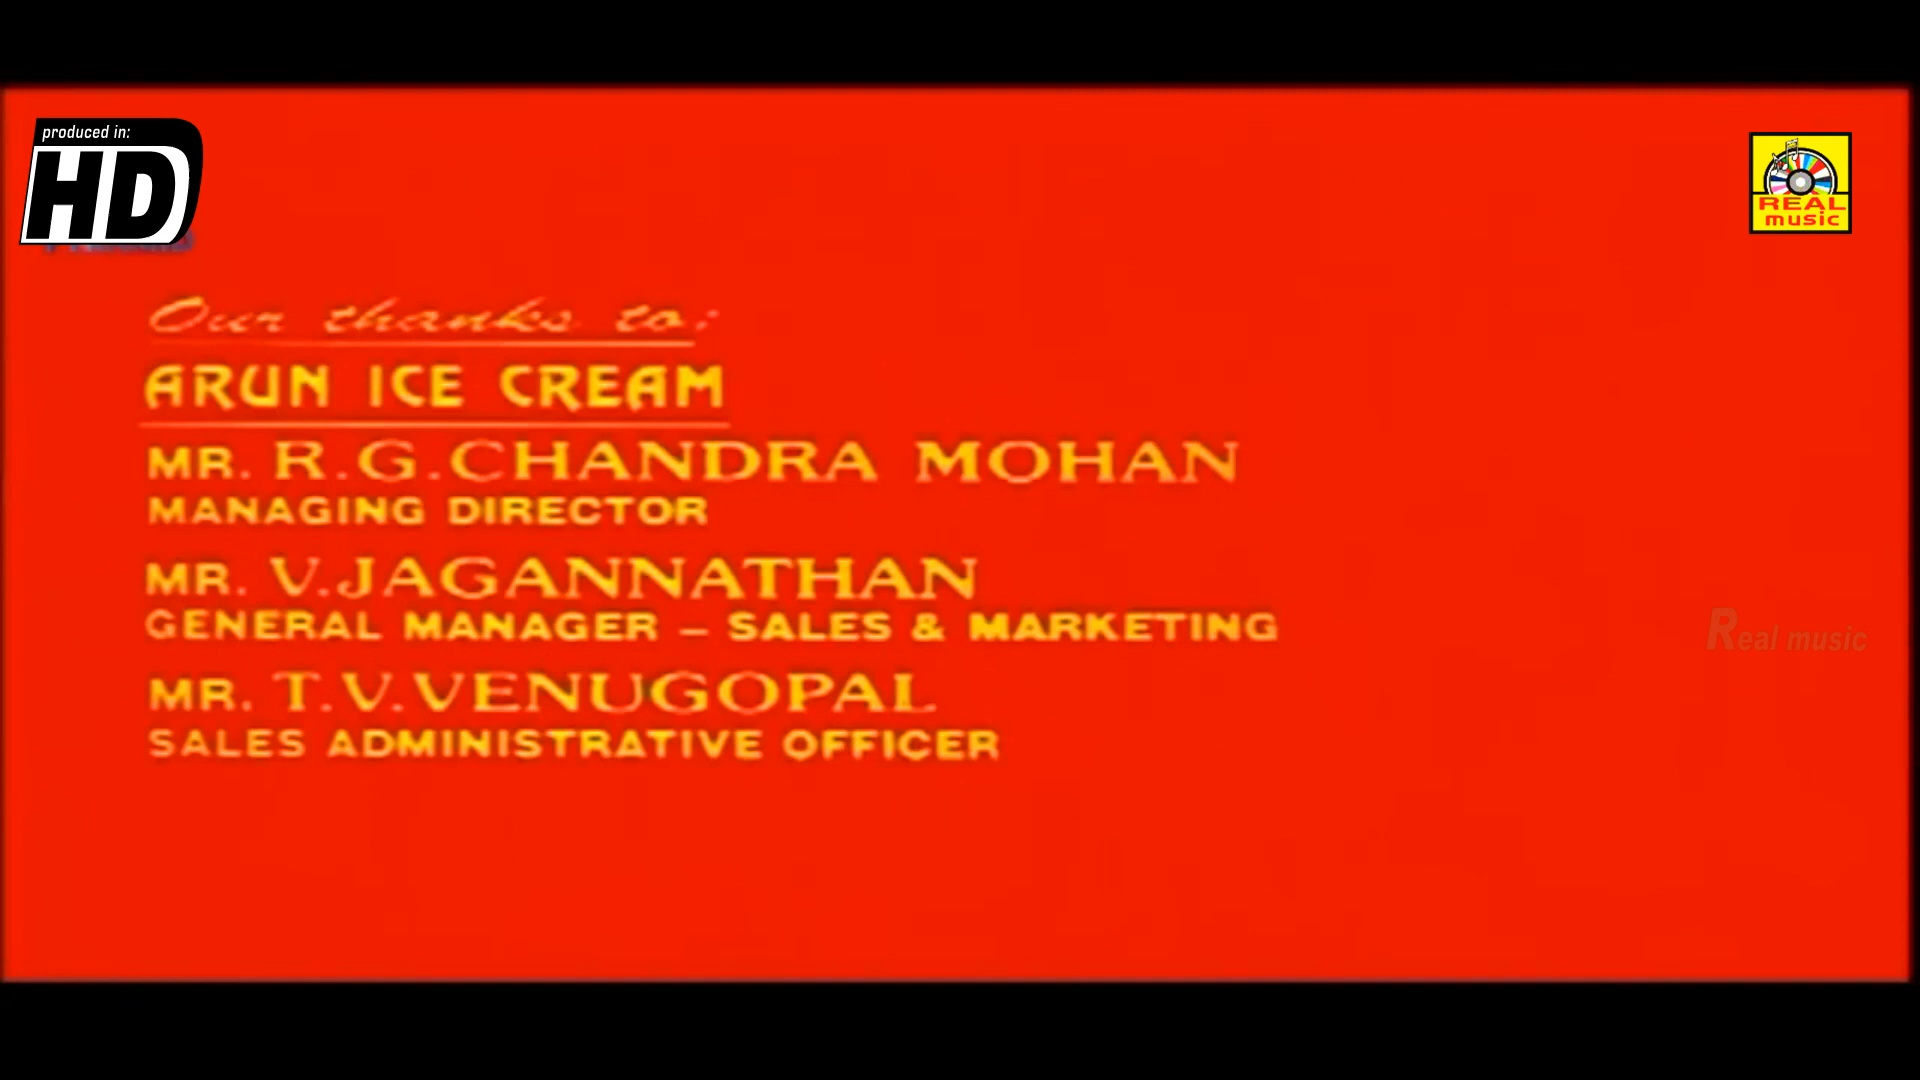 produced in:
HD
REAL
music
Our thanks to:
ARUN ICE CREAM
MR. R.G.CHANDRA MOHAN
MANAGING DIRECTOR
MR. V.JAGANNATHAN
GENERAL MANAGER – SALES & MARKETING
Real music
MR. T.V.VENUGOPAL
SALES ADMINISTRATIVE OFFICER